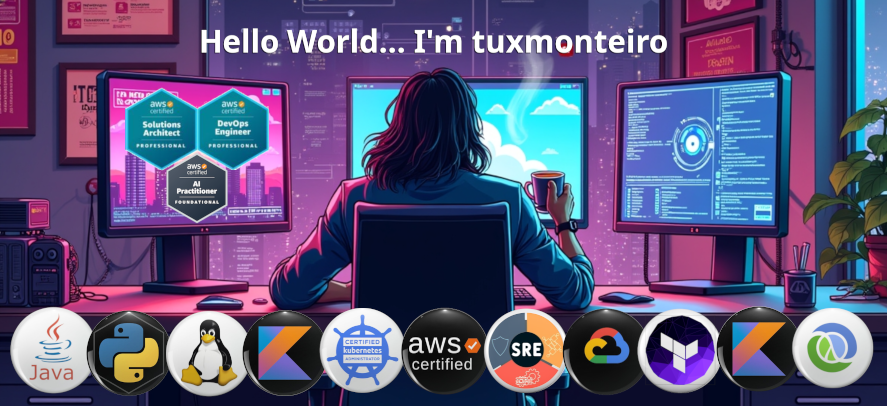 Hello World... I'm tuxmonteiro
aws
certified
Solutions
Architect
PROFESSIONAL
aws
certified
DevOps
Engineer
PROFESSIONAL
aws
certified
AI
Practitioner
FOUNDATIONAL
Java
CERTIFIED
kubernetes
ADMINISTRATOR
aws
certified
SRE